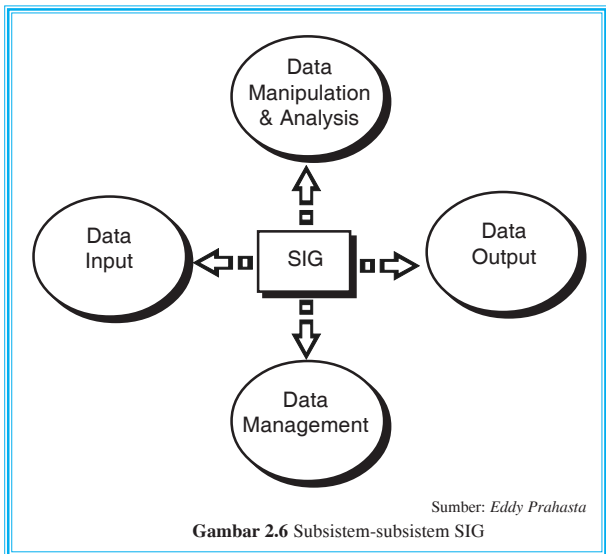 Data
Manipulation
& Analysis
Data
Input
SIG
Data
Output
Data
Management
Sumber: Eddy Prahasta
Gambar 2.6 Subsistem-subsistem SIG